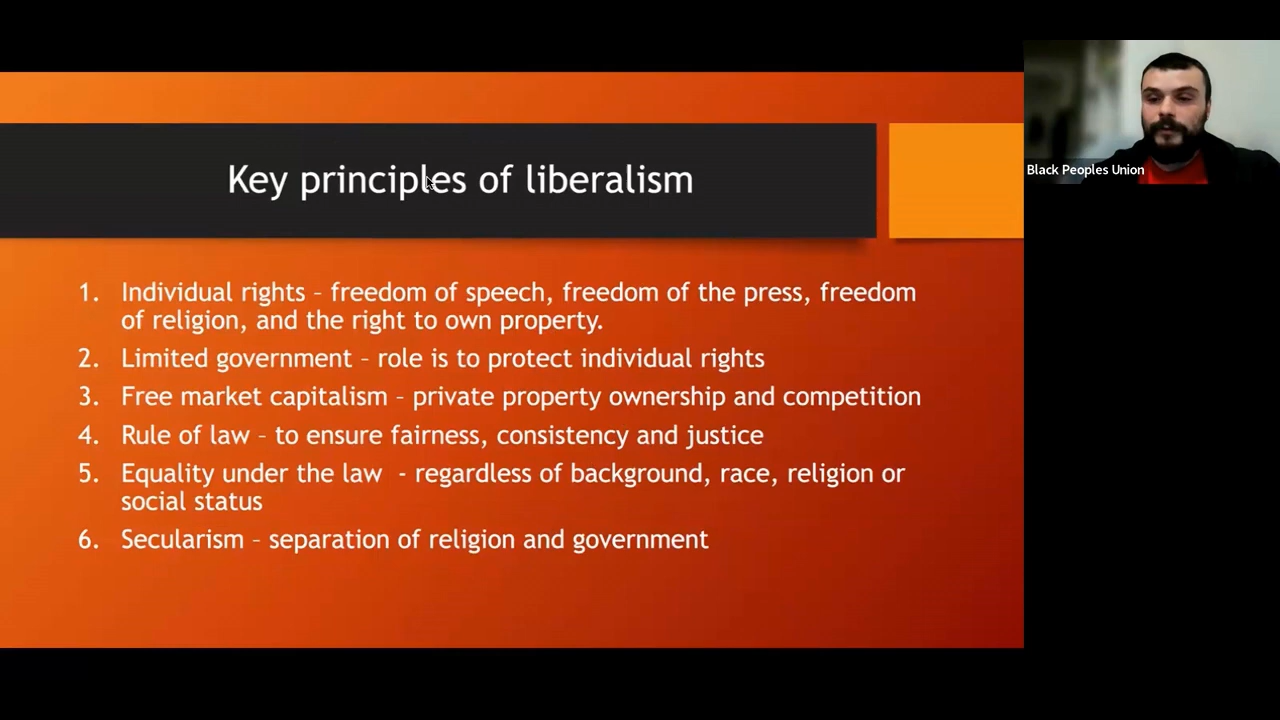 Key principles of liberalism
1. Individual rights – freedom of speech, freedom of the press, freedom
of religion, and the right to own property.
2. Limited government – role is to protect individual rights
3. Free market capitalism – private property ownership and competition
4. Rule of law – to ensure fairness, consistency and justice
5. Equality under the law - regardless of background, race, religion or
social status
6. Secularism – separation of religion and government
Black Peoples Union